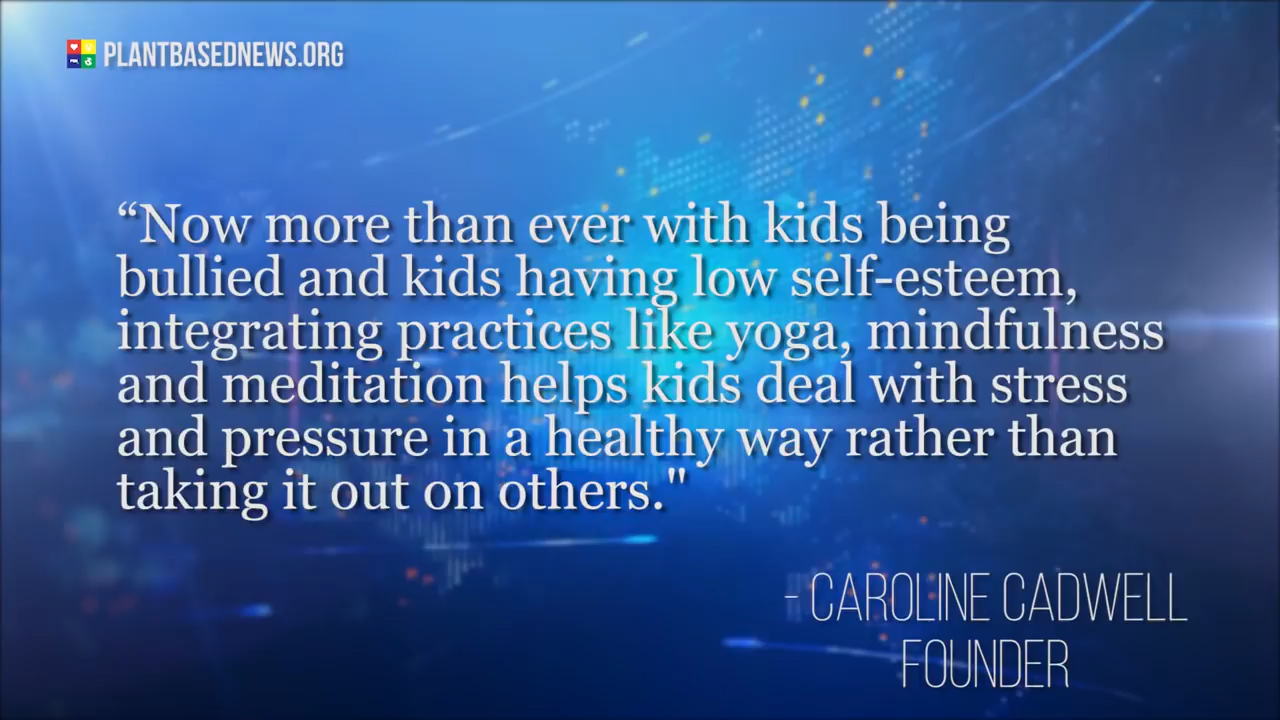 PLANTBASEDNEWS.ORG
“Now more than ever with kids being
bullied and kids having low self-esteem,
integrating practices like yoga, mindfulness
and meditation helps kids deal with stress
and pressure in a healthy way rather than
taking it out on others."
- CAROLINE CADWELL
FOUNDER